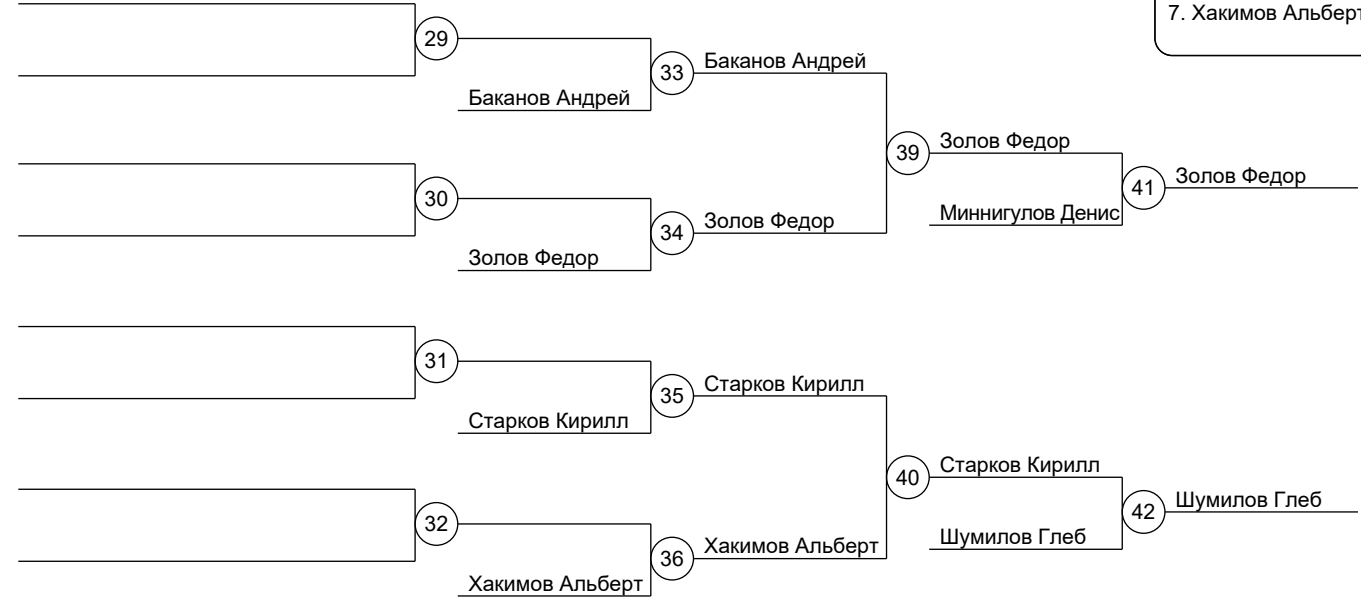 7. Хакимов Альберт
29
33
Баканов Андрей
Баканов Андрей
39
Золов Федор
41
Золов Федор
30
34
Золов Федор
Миннигулов Денис
Золов Федор
31
35
Старков Кирилл
Старков Кирилл
40
Старков Кирилл
42
Шумилов Глеб
32
36
Хакимов Альберт
Шумилов Глеб
Хакимов Альберт